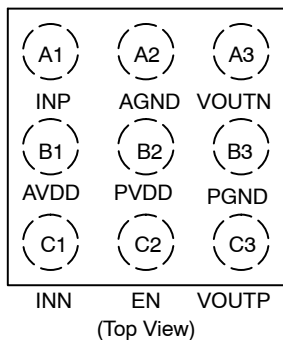 A1 A2 A3
INP AGND VOUTN
B1 B2 B3
AVDD PVDD PGND
C1 C2 C3
INN EN VOUTP
(Top View)